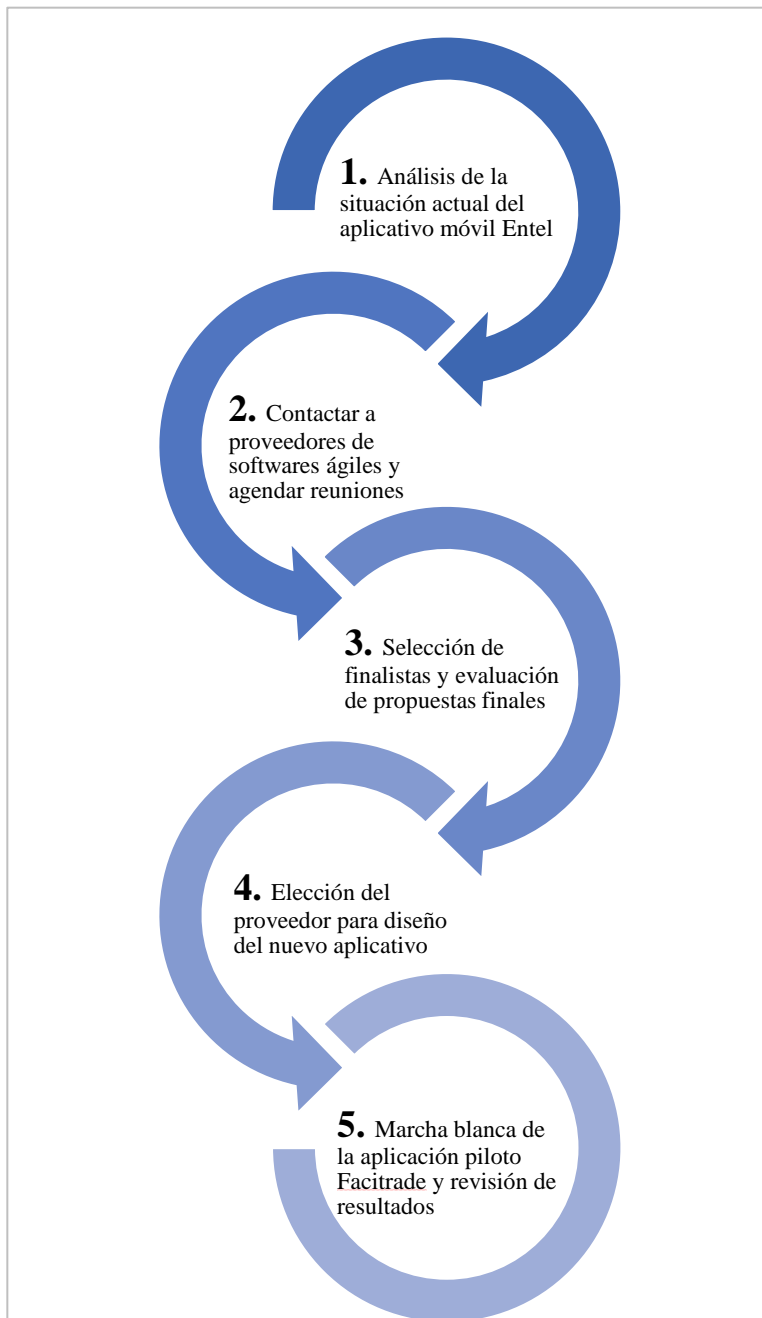 1. Análisis de la
situación actual del
aplicativo móvil Entel
2. Contactar a
proveedores de
softwares ágiles y
agendar reuniones
3. Selección de
finalistas y evaluación
de propuestas finales
4. Elección del
proveedor para diseño
del nuevo aplicativo
5. Marcha blanca de
la aplicación piloto
Facitrade y revisión de
resultados